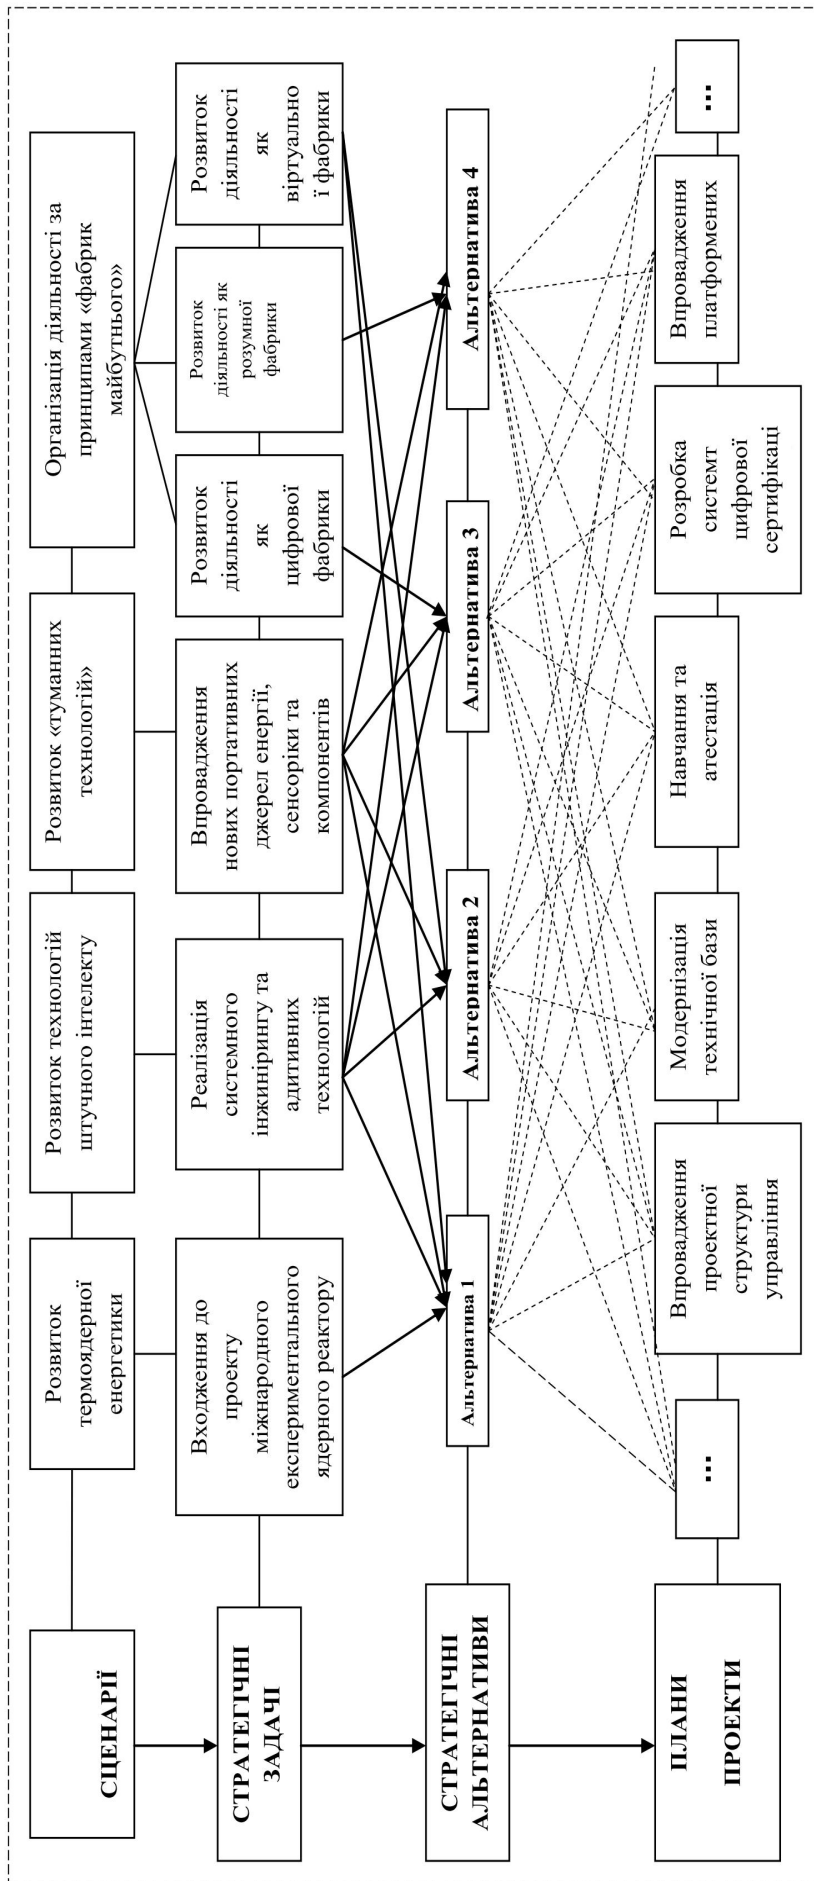 СЦЕНАРІЇ
Розвиток
термоядерної
енергетики
Розвиток технологій
штучного інтелекту
Розвиток «туманних
технологій»
Організація діяльності за
принципами «фабрик
майбутнього»
СТРАТЕГІЧНІ
ЗАДАЧІ
Входження до
проекту
міжнародного
експериментального
ядерного реактору
Реалізація
системного
інжинірингу та
адитивних
технологій
Впровадження
нових портативних
джерел енергії,
сенсоріки та
компонентів
Розвиток
діяльності
як
цифрової
фабрики
Розвиток
діяльності як
розумної
фабрики
Розвиток
діяльності
як
віртуально
ї фабрики
СТРАТЕГІЧНІ
АЛЬТЕРНАТИВИ
Альтернатива 1
Альтернатива 2
Альтернатива 3
Альтернатива 4
ПЛАНИ
ПРОЕКТИ
...
Впровадження
проектної
структури
управління
Модернізація
технічної бази
Навчання та
атестація
Розробка
систем​т
цифрової
сертифікаці
Впровадження
платформених
...